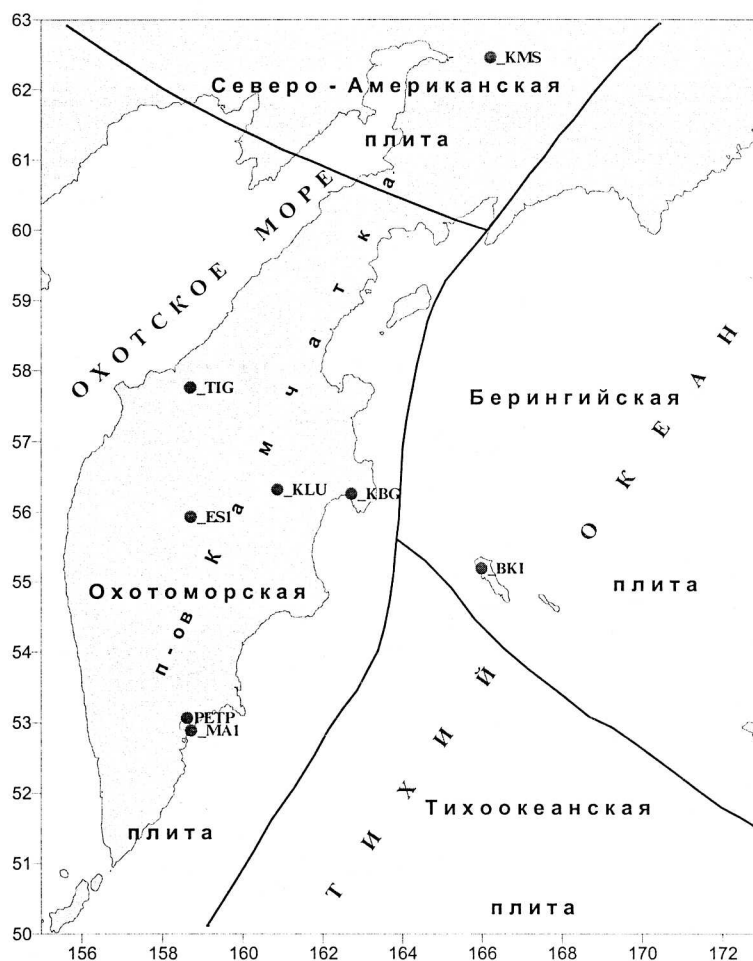 63
62
61
60
59
58
57
56
55
54
53
52
51
50
156
158
160
162
164
166
168
170
172
_KMS
Северо-Американская
плита
ОХОТСКОЕ МОРЕ
п-ов Камчатка
_TIG
_KLU
_KBG
_ES1
Охотоморская
плита
PETP
_MA1
Берингийская
плита
_BK1
ТИХИЙ ОКЕАН
Тихоокеанская
плита